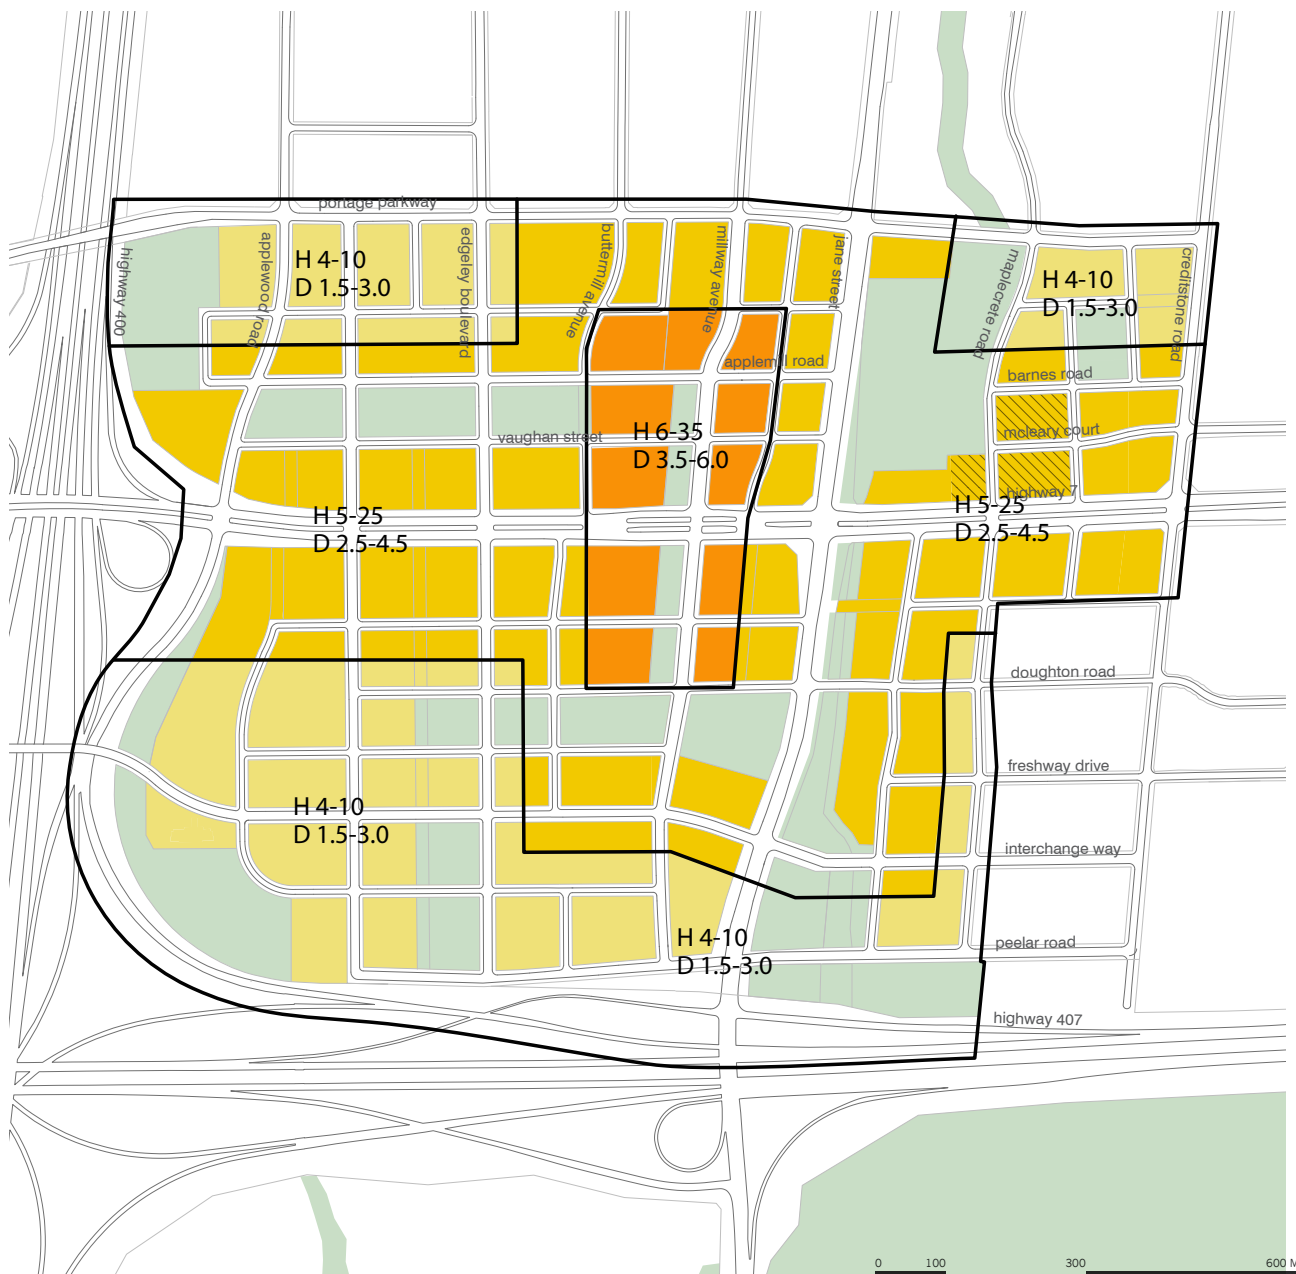 portage parkway
highway 400
applewood road
H 4-10
D 1.5-3.0
edgeley boulevard
buttermill avenue
millway avenue
jane street
maplecrete road
H 4-10
D 1.5-3.0
creditstone road
applemill road
barnes road
vaughan street
H 6-35
D 3.5-6.0
mcleary court
highway 7
H 5-25
D 2.5-4.5
H 5-25
D 2.5-4.5
doughton road
freshway drive
H 4-10
D 1.5-3.0
interchange way
H 4-10
D 1.5-3.0
peelar road
highway 407
0 100 300 600 M